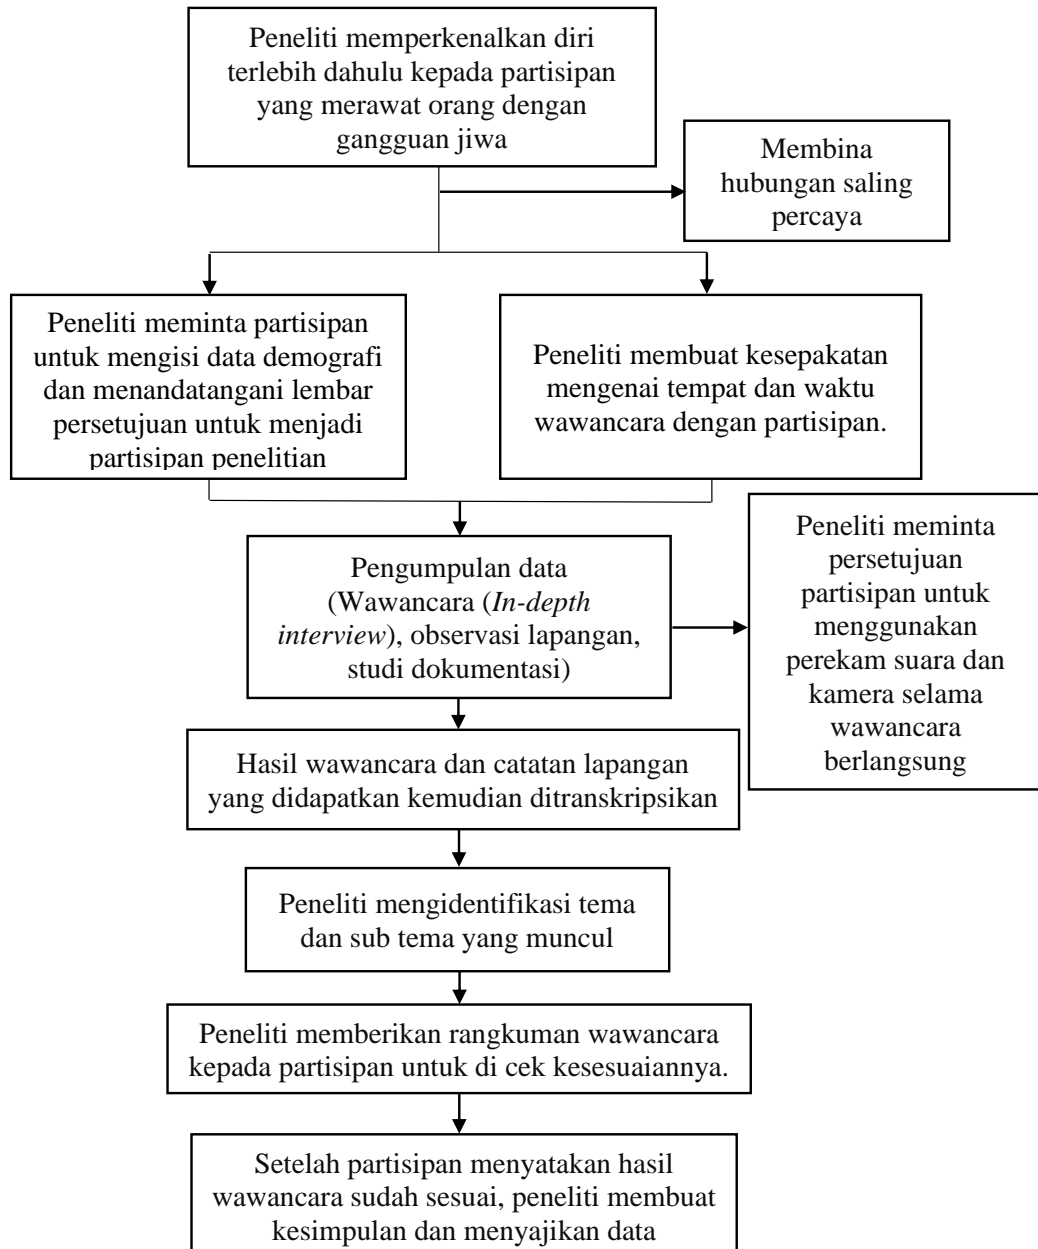 Peneliti memperkenalkan diri
terlebih dahulu kepada partisipan
yang merawat orang dengan
gangguan jiwa
Membina
hubungan saling
percaya
Peneliti meminta partisipan
untuk mengisi data demografi
dan menandatangani lembar
persetujuan untuk menjadi
partisipan penelitian
Peneliti membuat kesepakatan
mengenai tempat dan waktu
wawancara dengan partisipan.
Pengumpulan data
(Wawancara (In-depth
interview), observasi lapangan,
studi dokumentasi)
Peneliti meminta
persetujuan
partisipan untuk
menggunakan
perekam suara dan
kamera selama
wawancara
berlangsung
Hasil wawancara dan catatan lapangan
yang didapatkan kemudian ditranskripsikan
Peneliti mengidentifikasi tema
dan sub tema yang muncul
Peneliti memberikan rangkuman wawancara
kepada partisipan untuk di cek kesesuaiannya.
Setelah partisipan menyatakan hasil
wawancara sudah sesuai, peneliti membuat
kesimpulan dan menyajikan data